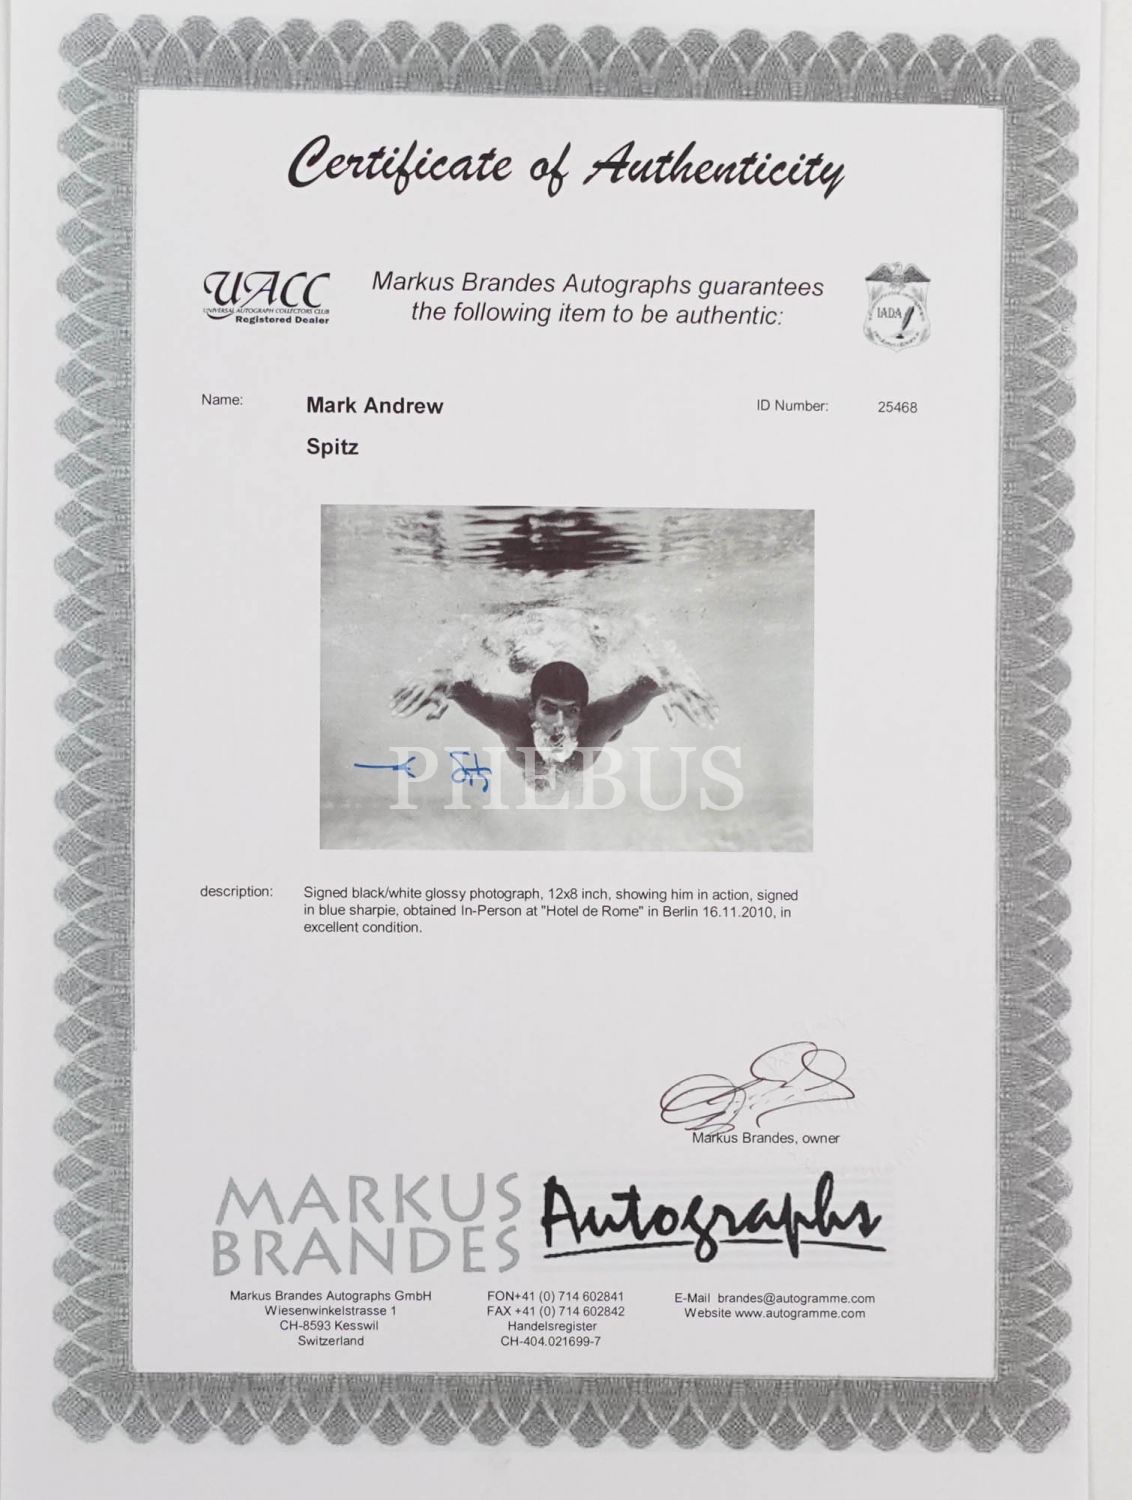 Certificate of Authenticity
UACC
UNIVERSAL AUTOGRAPH COLLECTORS CLUB
Registered Dealer
Markus Brandes Autographs guarantees
the following item to be authentic:
IADA
Name:
Mark Andrew
Spitz
ID Number: 25468
PHEBUS
description:
Signed black/white glossy photograph, 12x8 inch, showing him in action, signed
in blue sharpie, obtained In-Person at "Hotel de Rome" in Berlin 16.11.2010, in
excellent condition.
Markus Brandes, owner
MARKUS
BRANDES
Autographs
Markus Brandes Autographs GmbH
Wiesenwinkelstrasse 1
CH-8593 Kesswil
Switzerland
FON+41 (0) 714 602841
FAX +41 (0) 714 602842
Handelsregister
CH-404.021699-7
E-Mail brandes@autogramme.com
Website www.autogramme.com